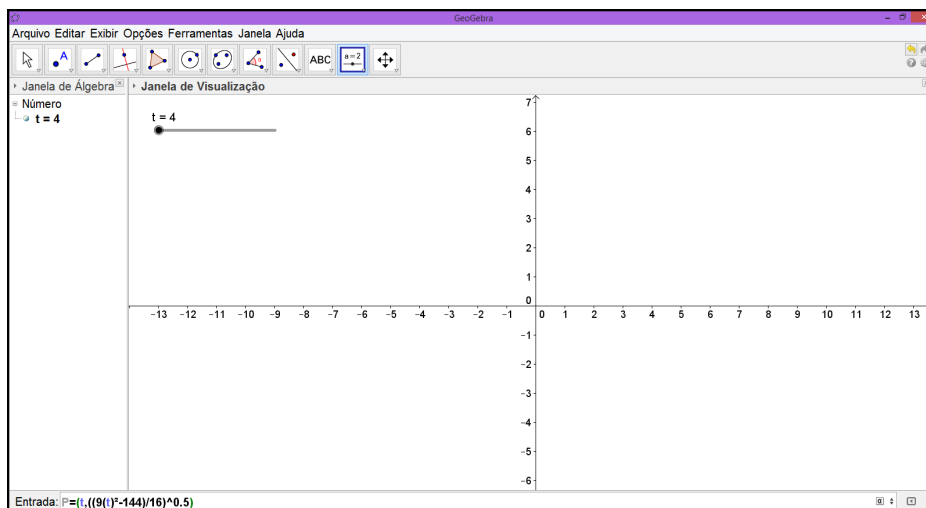 GeoGebra
Arquivo Editar Exibir Opções Ferramentas Janela Ajuda
A α ABC a=2
Janela de Álgebra Janela de Visualização
Número
t = 4
t = 4
7
6
5
4
3
2
1
0
-13 -12 -11 -10 -9 -8 -7 -6 -5 -4 -3 -2 -1 0 1 2 3 4 5 6 7 8 9 10 11 12 13
-1
-2
-3
-4
-5
-6
Entrada: P=(t,((9(t)²-144)/16)^0.5) α